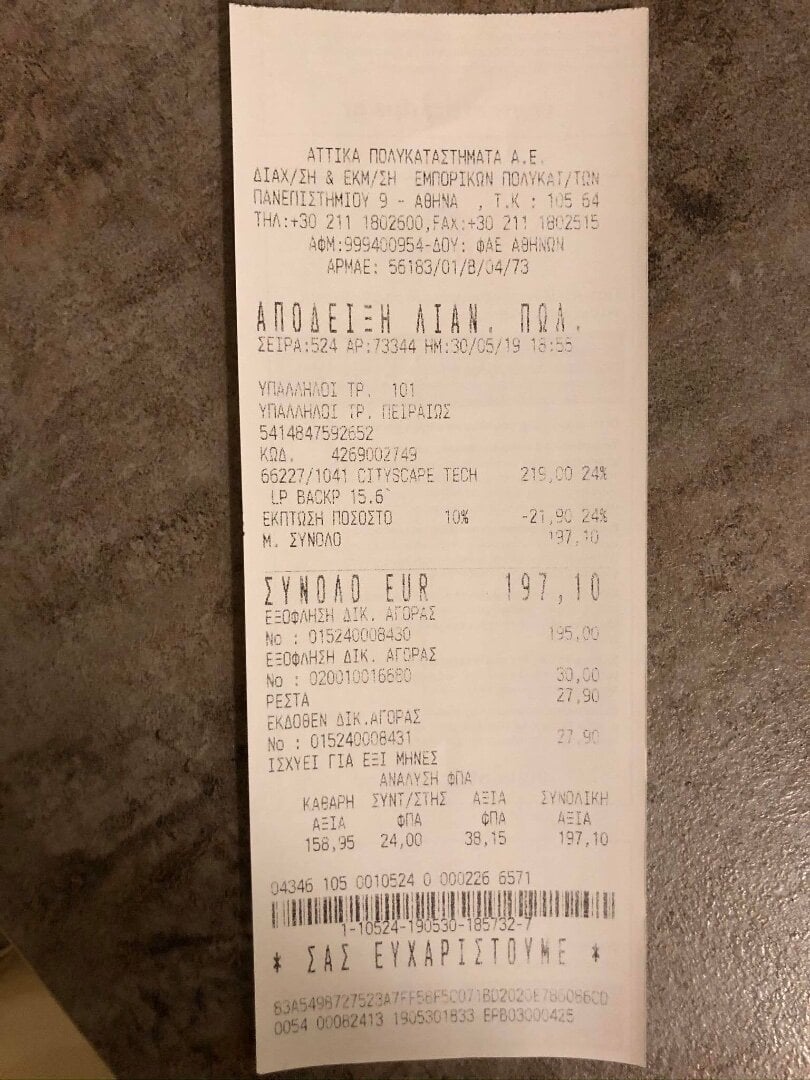 ΑΤΤΙΚΑ ΠΟΛΥΚΑΤΑΣΤΗΜΑΤΑ Α.Ε.
ΔΙΑΧ/ΣΗ & ΕΚΜ/ΣΗ ΕΜΠΟΡΙΚΩΝ ΠΟΛΥΚΑΤ/ΤΩΝ
ΠΑΝΕΠΙΣΤΗΜΙΟΥ 9 - ΑΘΗΝΑ , Τ.Κ : 105 64
ΤΗΛ:+30 211 1802600,FAX:+30 211 1802515
ΑΦΜ:999400954-ΔΟΥ: ΦΑΕ ΑΘΗΝΩΝ
ΑΡΜΑΕ: 56183/01/Β/04/73
ΑΠΟΔΕΙΞΗ ΛΙΑΝ. ΠΩΛ.
ΣΕΙΡΑ:524 ΑΡ:73344 ΗΜ:30/05/19
ΥΠΑΛΛΗΛΟΙ ΤΡ. 101
ΥΠΑΛΛΗΛΟΙ ΤΡ. ΠΕΙΡΑΙΩΣ
5414847592652
ΚΩΔ. 4269002749
66227/1041 CITYSCAPE TECH 219,00 24%
LP BACKP 15.6`
ΕΚΠΤΩΣΗ ΠΟΣΟΣΤΟ 10% -21,90 24%
Μ. ΣΥΝΟΛΟ 197,10
ΣΥΝΟΛΟ EUR 197,10
ΕΞΟΦΛΗΣΗ ΔΙΚ. ΑΓΟΡΑΣ
No : 015240008430 195,00
ΕΞΟΦΛΗΣΗ ΔΙΚ. ΑΓΟΡΑΣ
No : 020010016680 30,00
ΡΕΣΤΑ 27,90
ΕΚΔΟΘΕΝ ΔΙΚ.ΑΓΟΡΑΣ
No : 015240008431 27,90
ΙΣΧΥΕΙ ΓΙΑ ΕΞΙ ΜΗΝΕΣ
ΑΝΑΛΥΣΗ ΦΠΑ
ΚΑΘΑΡΗ ΣΥΝΤ/ΣΤΗΣ ΑΞΙΑ ΣΥΝΟΛΙΚΗ
ΑΞΙΑ ΦΠΑ ΦΠΑ ΑΞΙΑ
158,95 24,00 38,15 197,10
04346 105 0010524 0 000226 6571
1-10524-190530-185732-7
* ΣΑΣ ΕΥΧΑΡΙΣΤΟΥΜΕ *
0054 00082413 1905301833 EPB03000425